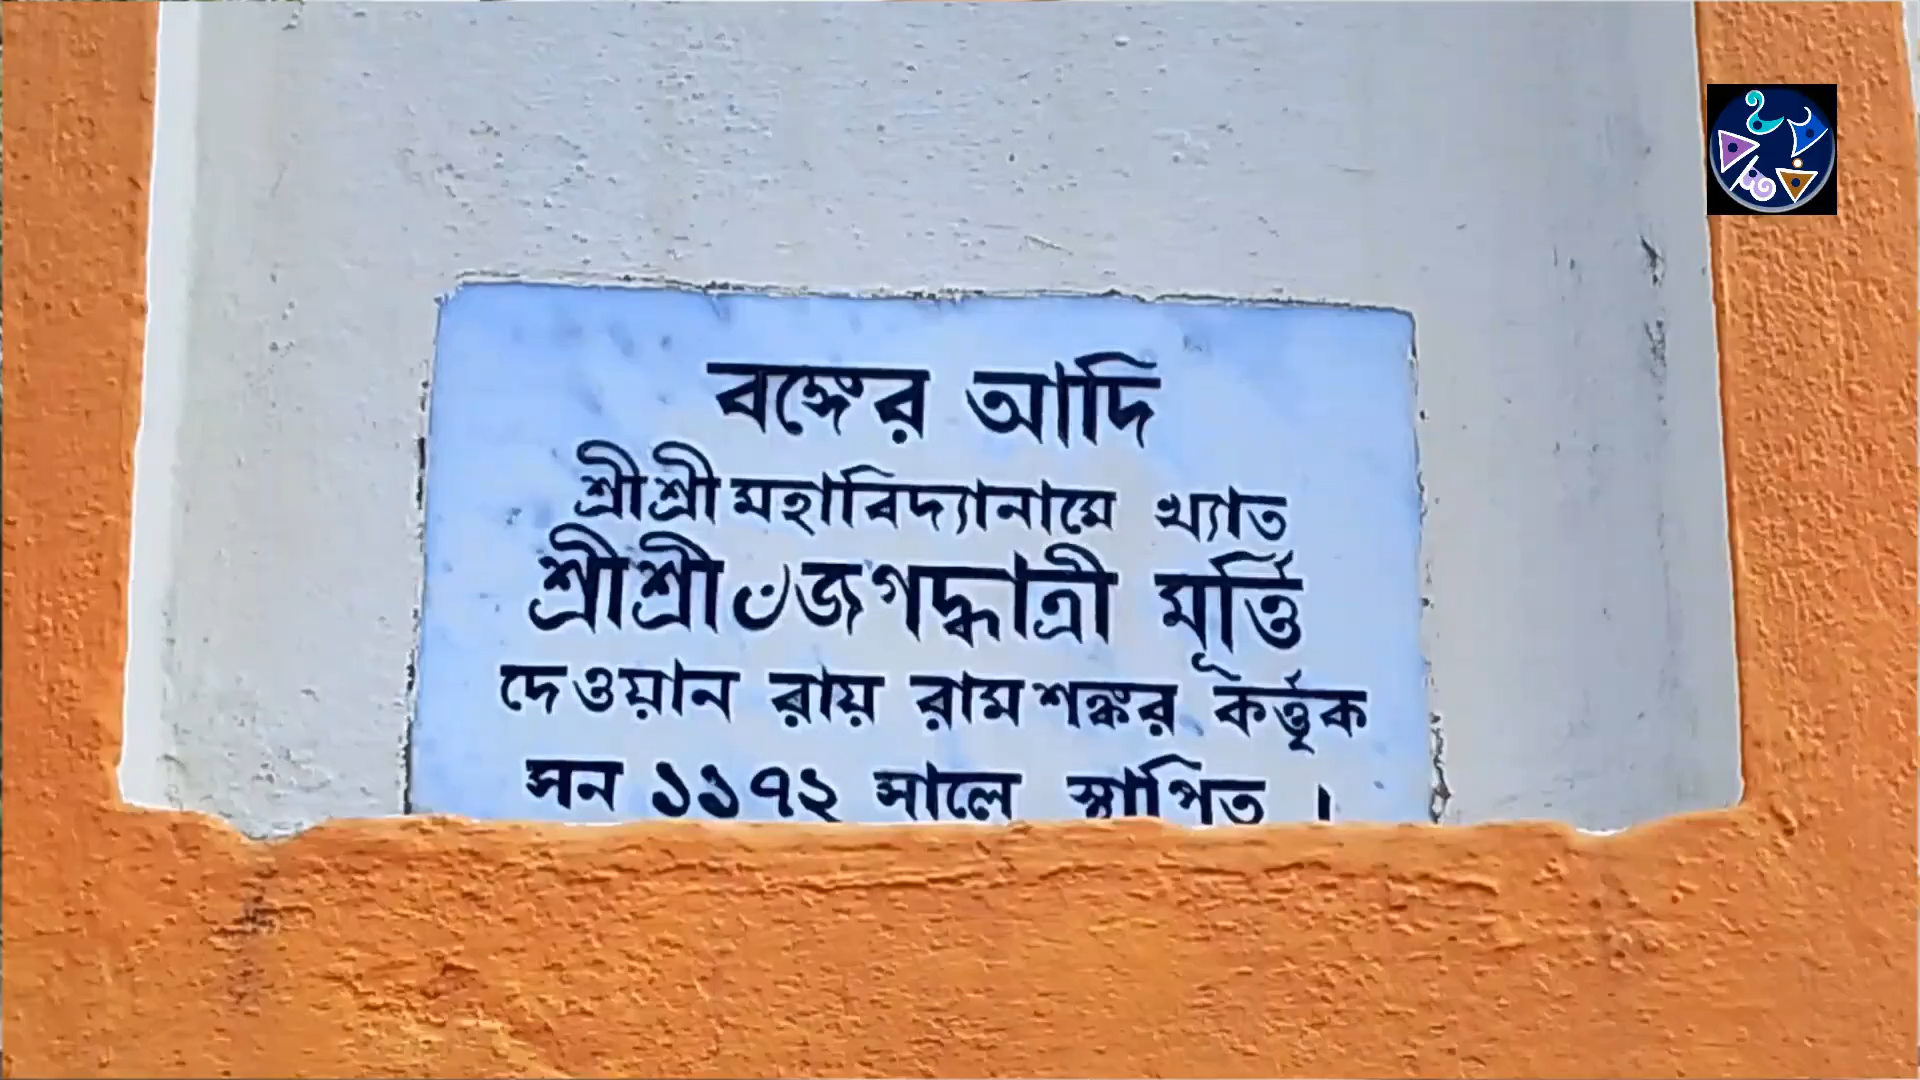 বঙ্গের আদি
শ্রীশ্রীমহাবিদ্যানামে খ্যাত
শ্রীশ্রীঁজগদ্ধাত্রী মূর্ত্তি
দেওয়ান রায় রামশঙ্কর কর্ত্তৃক
সন ১১৭২ সালে স্থাপিত ।